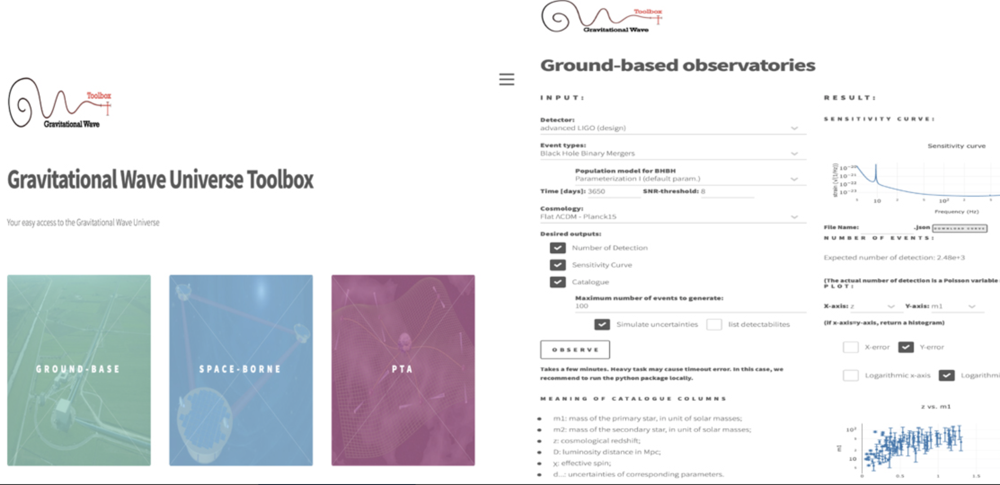 Toolbox
Gravitational Wave
Gravitational Wave Universe Toolbox
Your easy access to the Gravitational Wave Universe
GROUND-BASE
SPACE-BORNE
PTA
Toolbox
Gravitational Wave
Ground-based observatories
INPUT:
Detector:
advanced LIGO (design)
Event types:
Black Hole Binary Mergers
Population model for BHBH
Parameterization I (default param.)
Time [days]: 3650 SNR-threshold: 8
Cosmology:
Flat ΛCDM - Planck15
Desired outputs:
Number of Detection
Sensitivity Curve
Catalogue
Maximum number of events to generate:
100
Simulate uncertainties list detectabilites
OBSERVE
Takes a few minutes. Heavy task may cause timeout error. In this case, we
recommend to run the python package locally.
MEANING OF CATALOGUE COLUMNS
m1: mass of the primary star, in unit of solar masses;
m2: mass of the secondary star, in unit of solar masses;
z: cosmological redshift;
D: luminosity distance in Mpc;
χ: effective spin;
d...: uncertainties of corresponding parameters.
RESULT:
SENSITIVITY CURVE:
Sensitivity curve
strain (√(1/Hz))
10⁻²⁰
10⁻²¹
10⁻²²
10⁻²³
5 10 2 5 10² 2 5
Frequency (Hz)
File Name: .json DOWNLOAD CURVE
NUMBER OF EVENTS:
Expected number of detection: 2.48e+3
(The actual number of detection is a Poisson variable
PLOT:
X-axis: z Y-axis: m1
(if x-axis=y-axis, return a histogram)
X-error Y-error
Logarithmic x-axis Logarithmi
z vs. m1
m1
10²
5
2
10
5
0 0.5 1 1.5